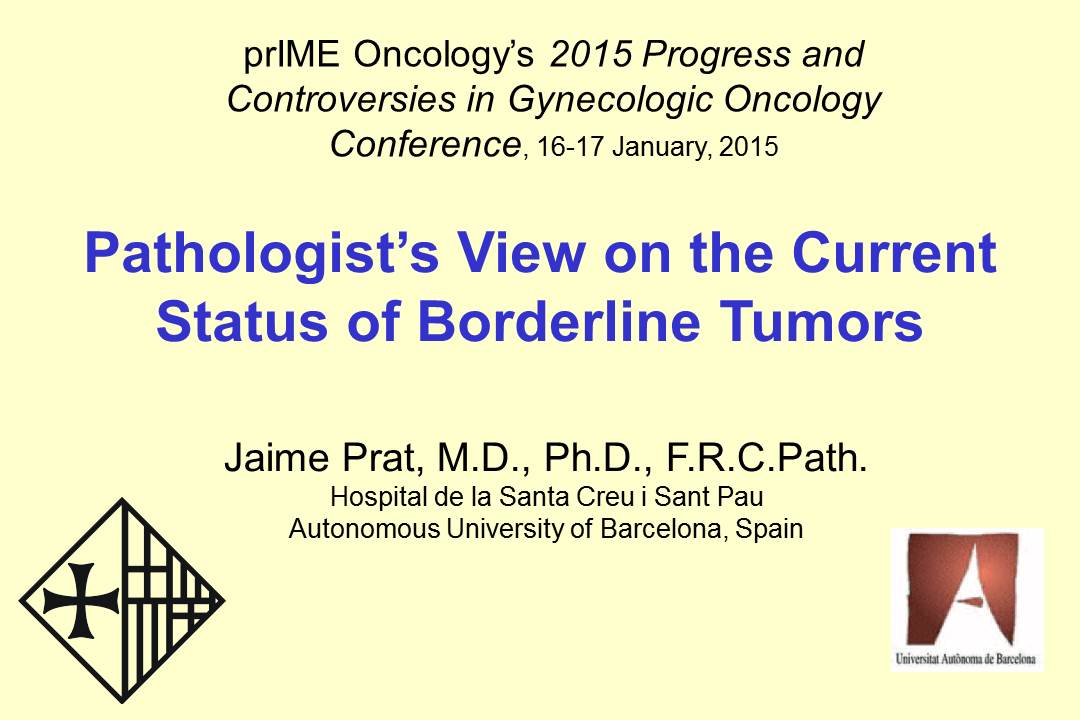 prIME Oncology’s 2015 Progress and
Controversies in Gynecologic Oncology
Conference, 16-17 January, 2015
Pathologist’s View on the Current
Status of Borderline Tumors
Jaime Prat, M.D., Ph.D., F.R.C.Path.
Hospital de la Santa Creu i Sant Pau
Autonomous University of Barcelona, Spain
Universitat Autònoma de Barcelona